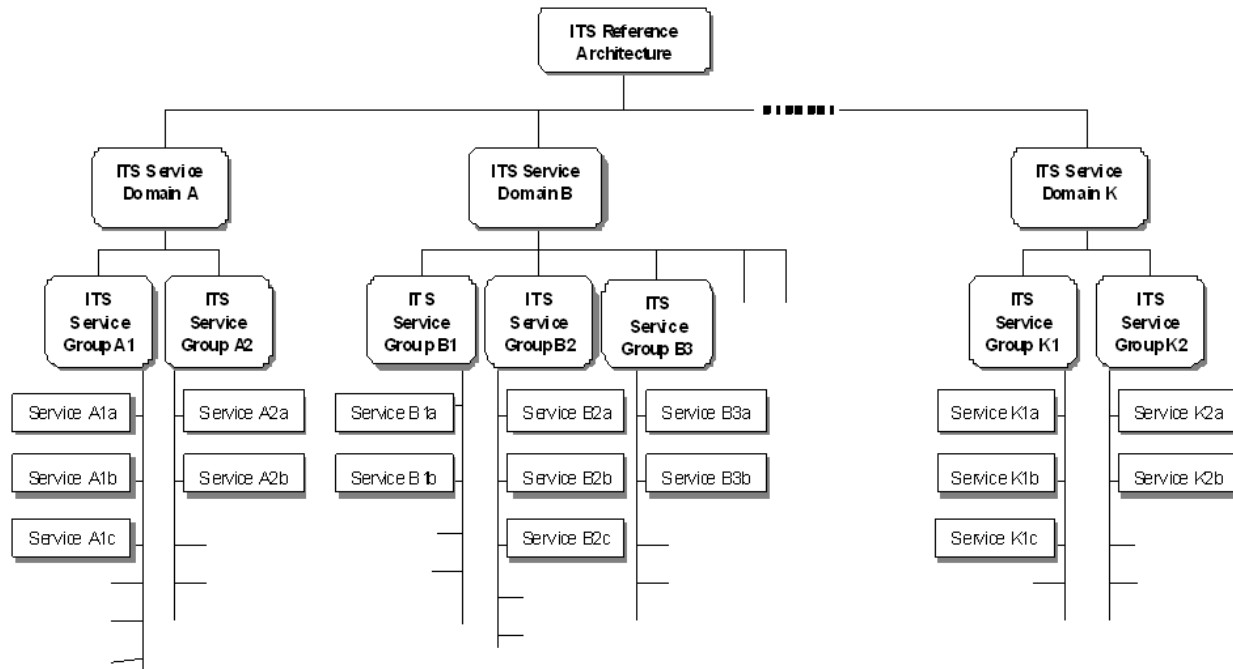 ITS Reference
Architecture
ITS Service
Domain A
ITS Service
Domain B
ITS Service
Domain K
ITS
Service
Group A1
ITS
Service
Group A2
ITS
Service
Group B1
ITS
Service
Group B2
ITS
Service
Group B3
ITS
Service
Group K1
ITS
Service
Group K2
Service A1a
Service A1b
Service A1c
Service A2a
Service A2b
Service B1a
Service B1b
Service B2a
Service B2b
Service B2c
Service B3a
Service B3b
Service K1a
Service K1b
Service K1c
Service K2a
Service K2b